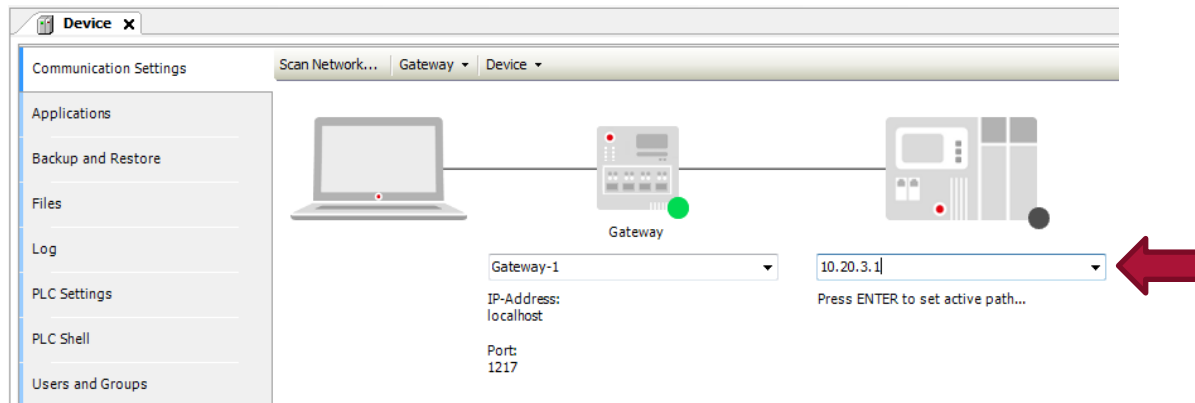 Device
Communication Settings
Applications
Backup and Restore
Files
Log
PLC Settings
PLC Shell
Users and Groups
Scan Network... Gateway Device
Gateway
Gateway-1
IP-Address:
localhost
Port:
1217
10.20.3.1
Press ENTER to set active path...